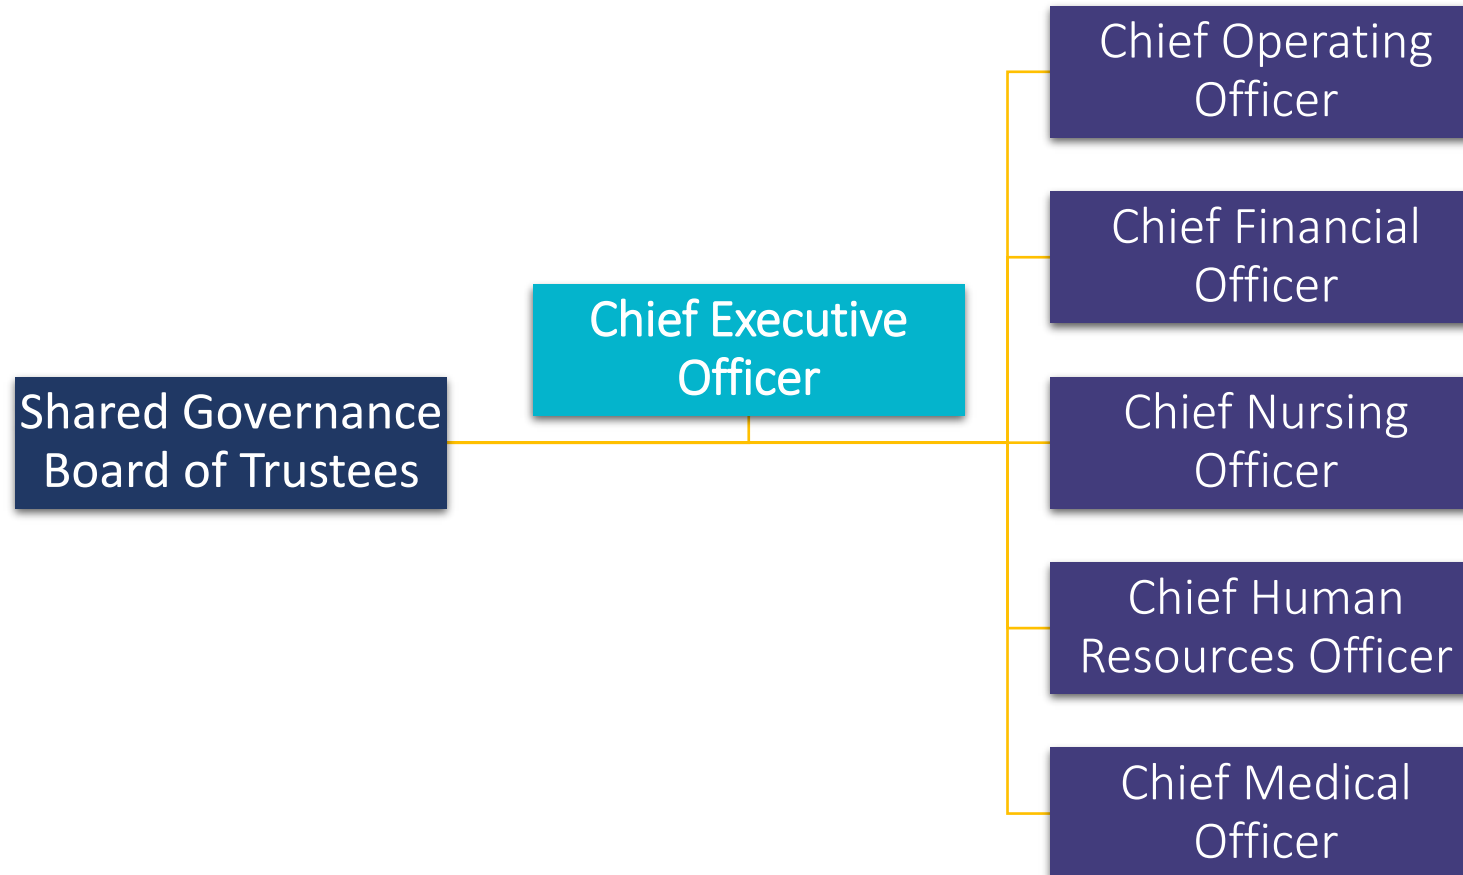 Shared Governance
Board of Trustees
Chief Executive
Officer
Chief Operating
Officer
Chief Financial
Officer
Chief Nursing
Officer
Chief Human
Resources Officer
Chief Medical
Officer